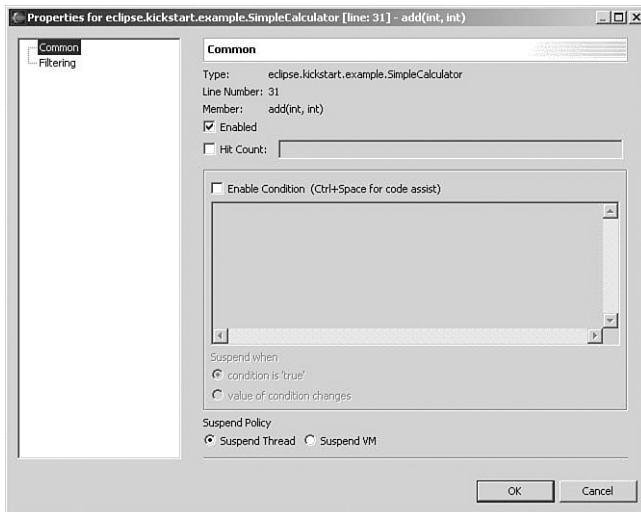 Properties for eclipse.kickstart.example.SimpleCalculator [line: 31] - add(int, int)
Common
Filtering
Common
Type: eclipse.kickstart.example.SimpleCalculator
Line Number: 31
Member: add(int, int)
Enabled
Hit Count:
Enable Condition (Ctrl+Space for code assist)
Suspend when
condition is 'true'
value of condition changes
Suspend Policy
Suspend Thread Suspend VM
OK Cancel